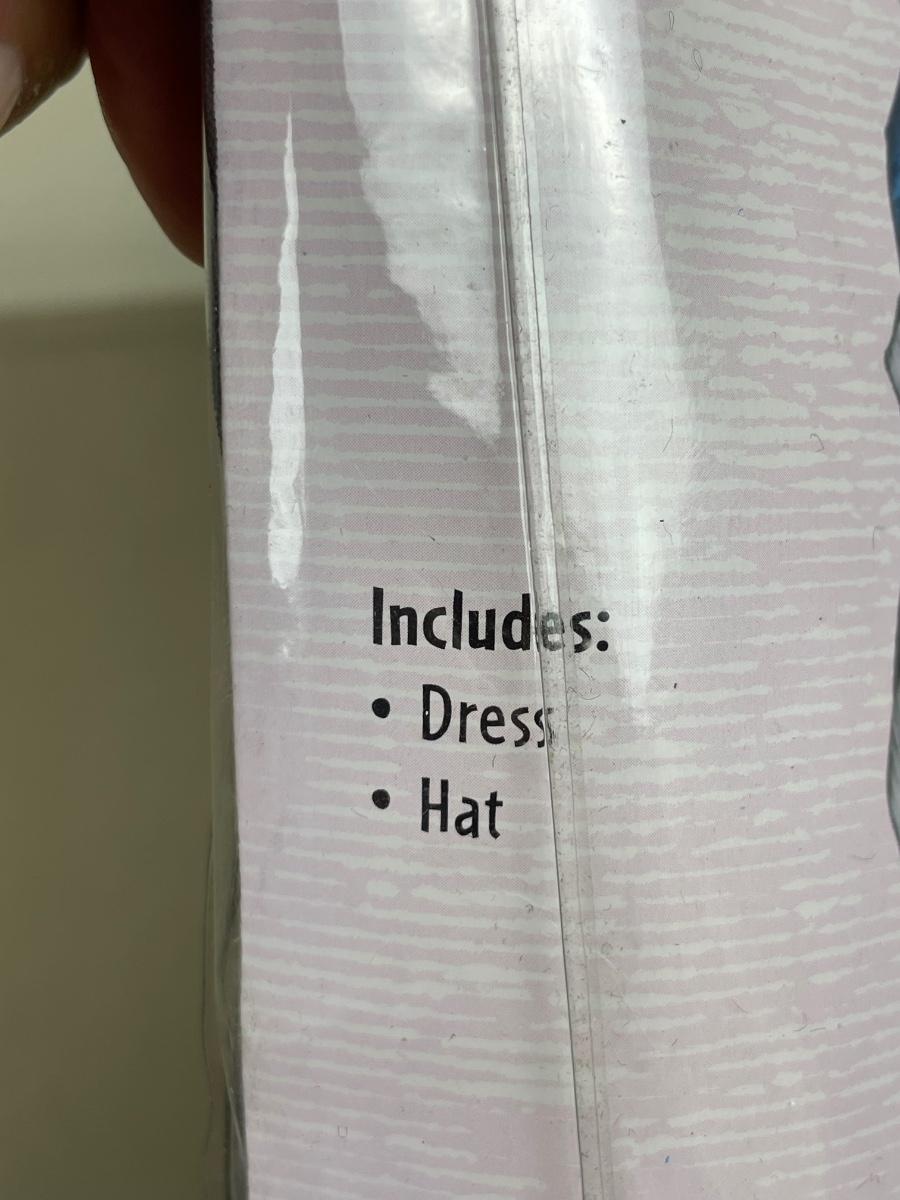 Includes:
• Dress
• Hat